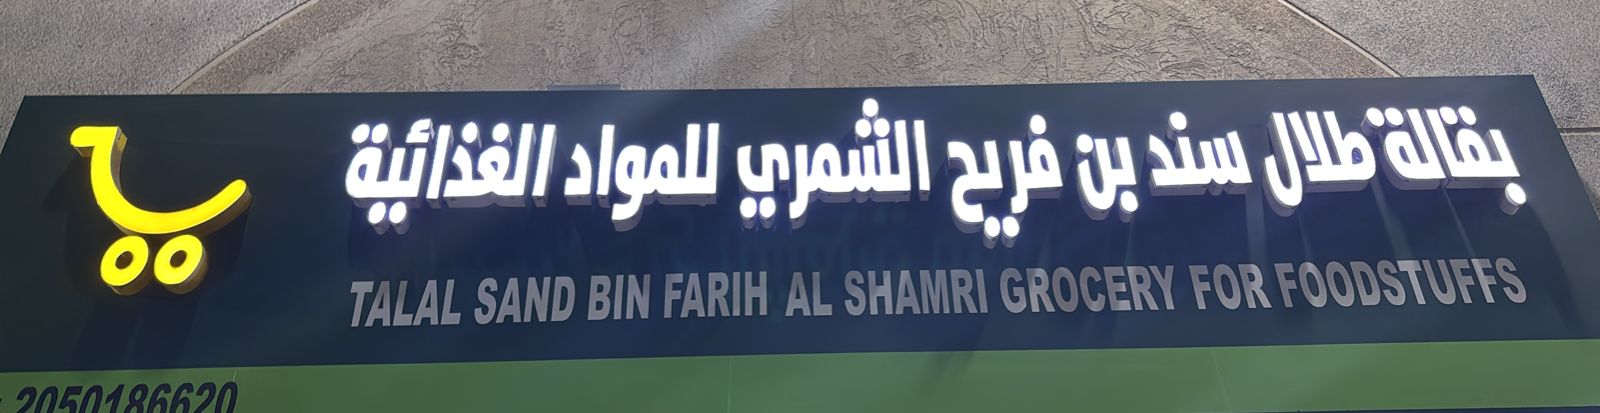 بقالة طلال سند بن فريح الشمري للمواد الغذائية
TALAL SAND BIN FARIH AL SHAMRI GROCERY FOR FOODSTUFFS
2050186620